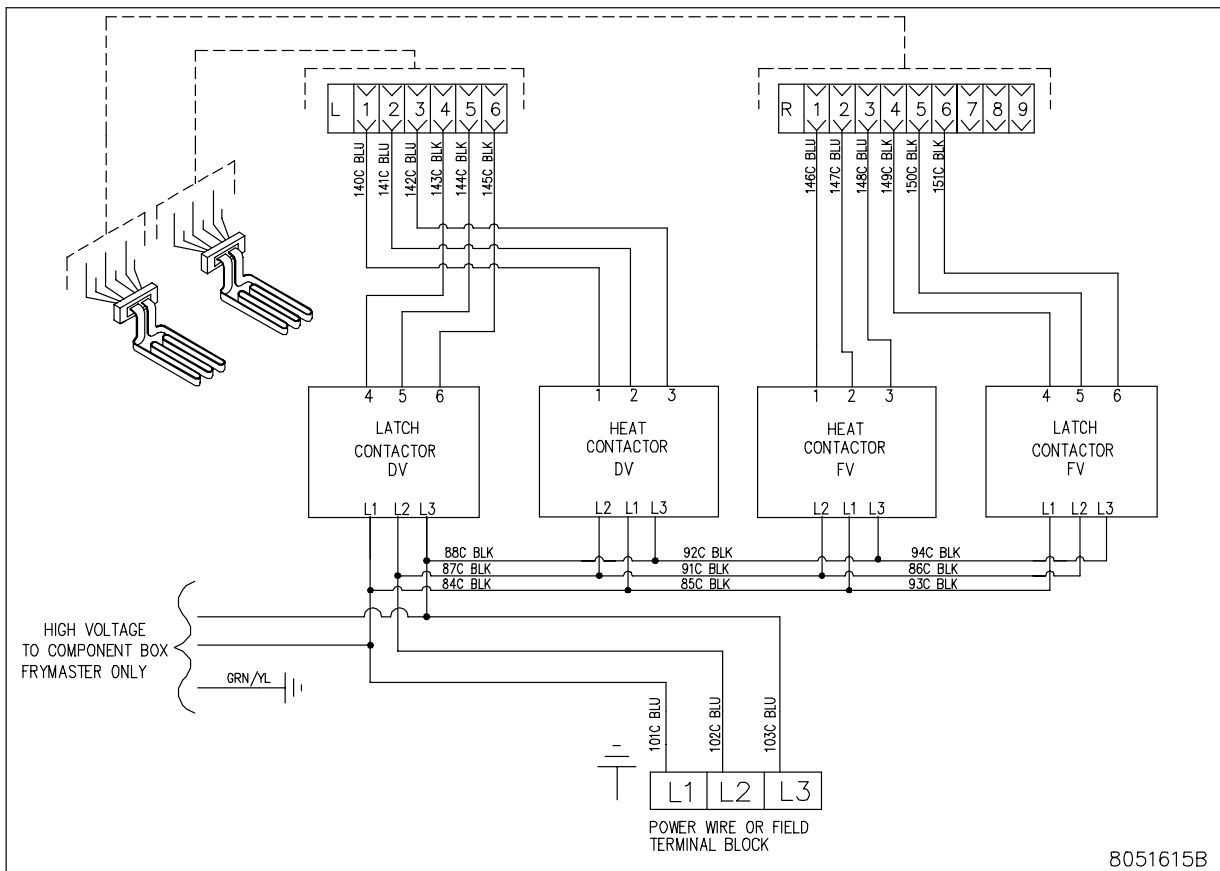 L 1 2 3 4 5 6
R 1 2 3 4 5 6 7 8 9
140C BLU
141C BLU
142C BLU
143C BLK
144C BLK
145C BLK
146C BLU
147C BLU
148C BLU
149C BLK
150C BLK
151C BLK
4 5 6
LATCH
CONTACTOR
DV
L1 L2 L3
1 2 3
HEAT
CONTACTOR
DV
L2 L1 L3
1 2 3
HEAT
CONTACTOR
FV
L2 L1 L3
4 5 6
LATCH
CONTACTOR
FV
L1 L2 L3
88C BLK 92C BLK 94C BLK
87C BLK 91C BLK 86C BLK
84C BLK 85C BLK 93C BLK
HIGH VOLTAGE
TO COMPONENT BOX
FRYMASTER ONLY
GRN/YL
101C BLU
102C BLU
103C BLU
L1 L2 L3
POWER WIRE OR FIELD
TERMINAL BLOCK
8051615B